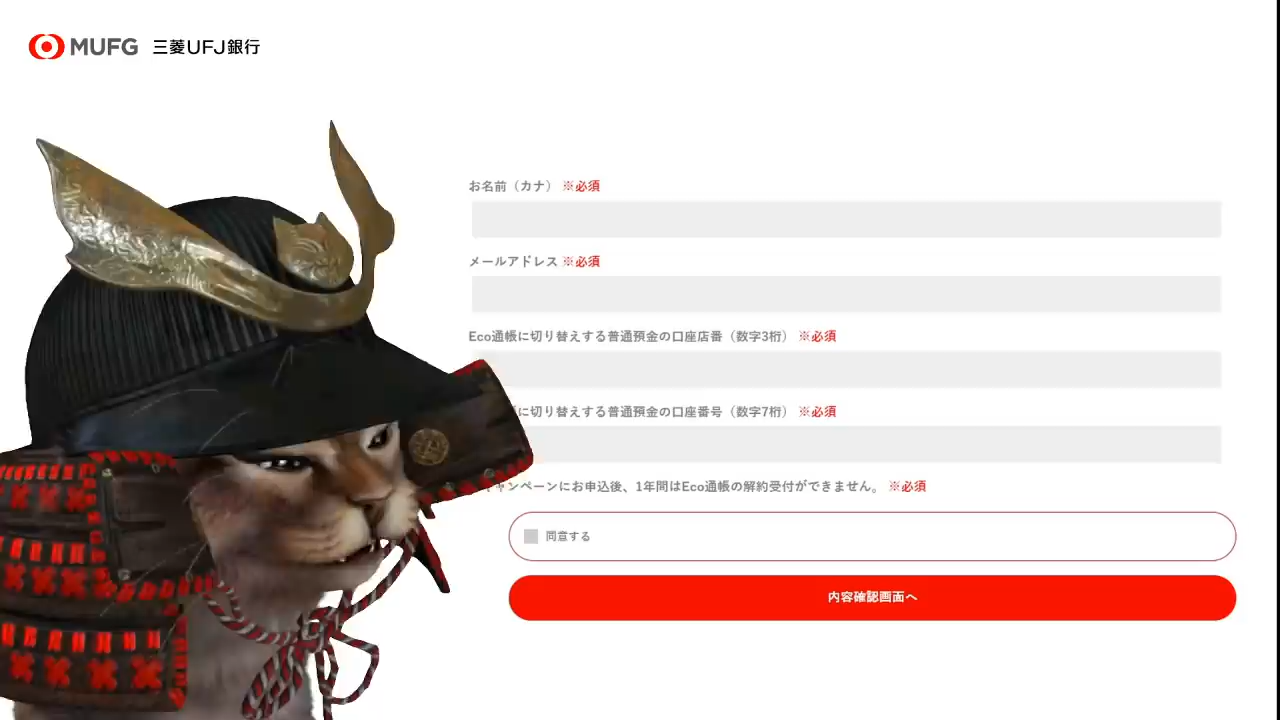 MUFG 三菱UFJ銀行
お名前（カナ） ※必須
メールアドレス ※必須
Eco通帳に切り替えする普通預金の口座店番（数字3桁） ※必須
に切り替えする普通預金の口座番号（数字7桁） ※必須
キャンペーンにお申込後、1年間はEco通帳の解約受付ができません。 ※必須
同意する
内容確認画面へ